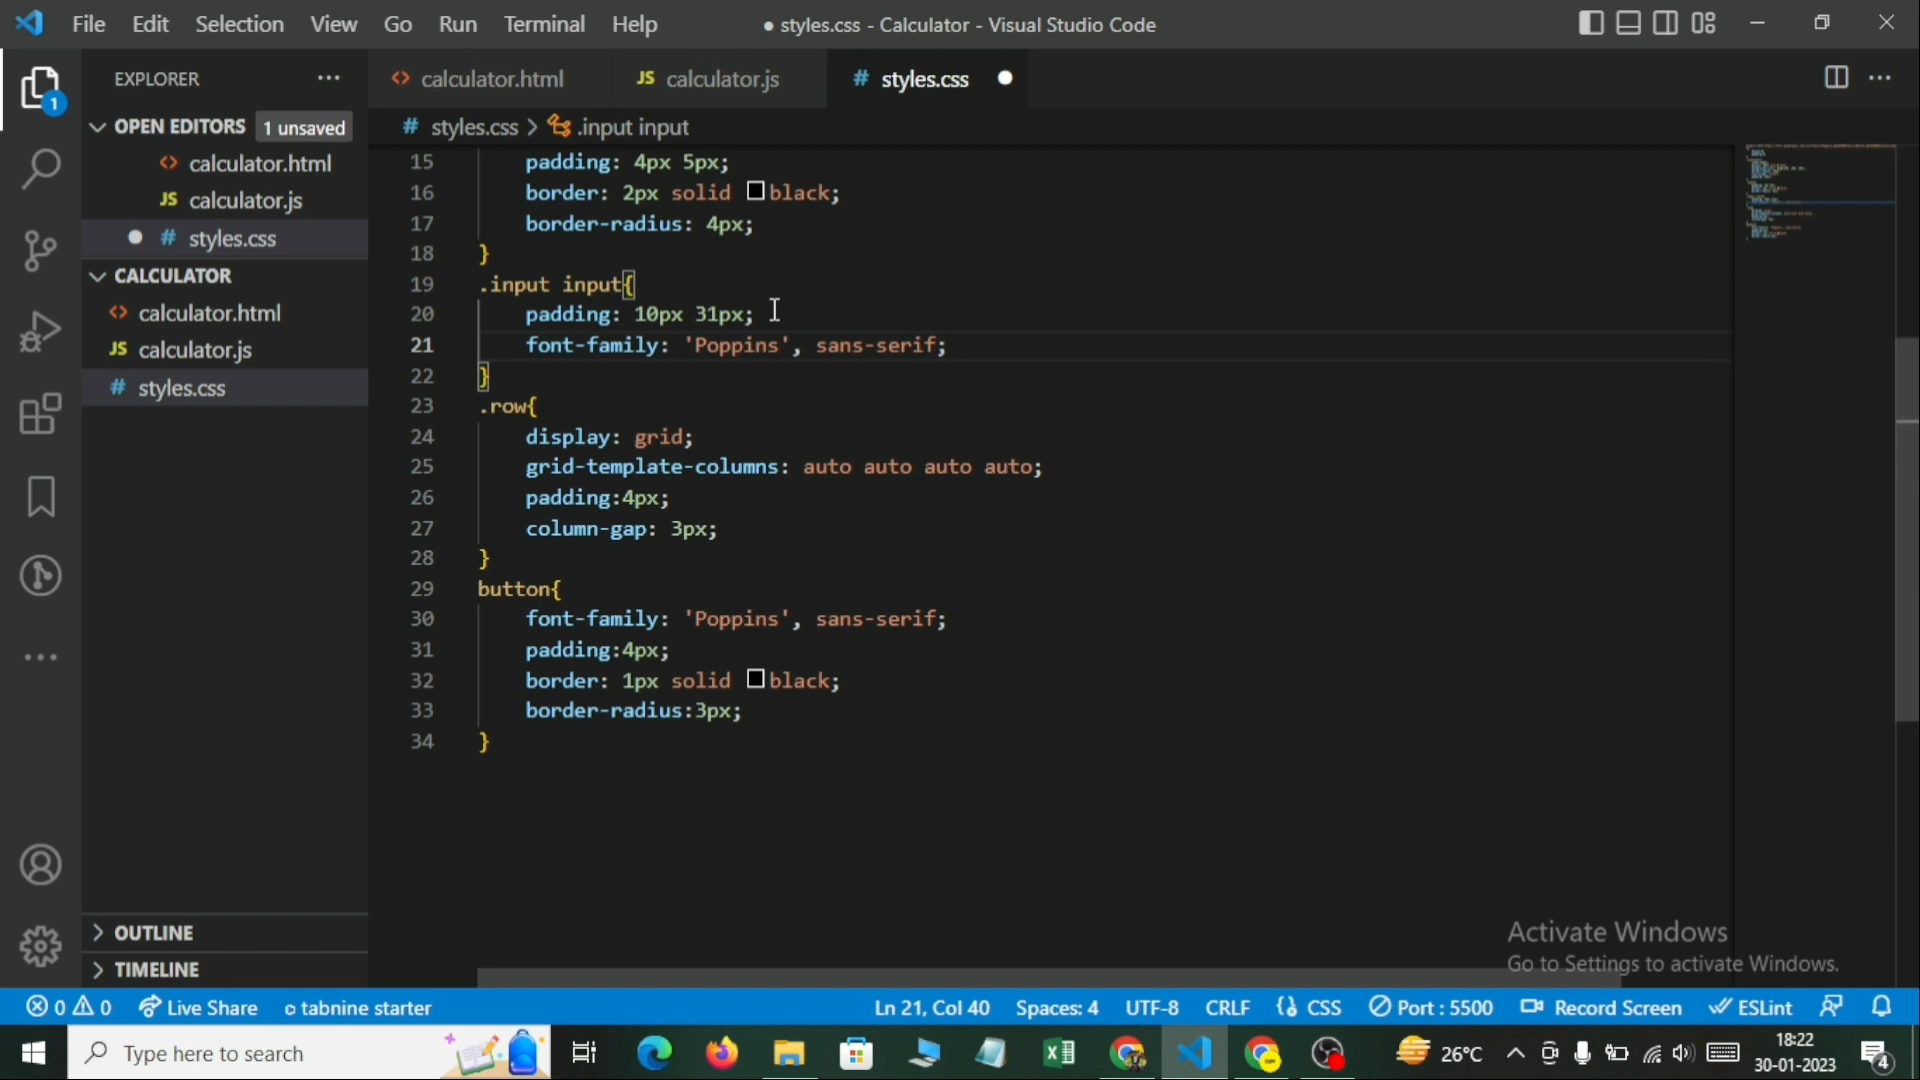 File Edit Selection View Go Run Terminal Help ● styles.css - Calculator - Visual Studio Code
EXPLORER ···
calculator.html JS calculator.js # styles.css
OPEN EDITORS 1 unsaved
# styles.css > .input input
calculator.html
JS calculator.js
# styles.css
CALCULATOR
calculator.html
JS calculator.js
# styles.css
OUTLINE
TIMELINE
1
15 padding: 4px 5px;
16 border: 2px solid black;
17 border-radius: 4px;
18 }
19 .input input{
20 padding: 10px 31px;
21 font-family: 'Poppins', sans-serif;
22 }
23 .row{
24 display: grid;
25 grid-template-columns: auto auto auto auto;
26 padding:4px;
27 column-gap: 3px;
28 }
29 button{
30 font-family: 'Poppins', sans-serif;
31 padding:4px;
32 border: 1px solid black;
33 border-radius:3px;
34 }
Activate Windows
Go to Settings to activate Windows.
0 0 Live Share tabnine starter Ln 21, Col 40 Spaces: 4 UTF-8 CRLF CSS Port : 5500 Record Screen ESLint
Type here to search 26°C 18:22
30-01-2023 4